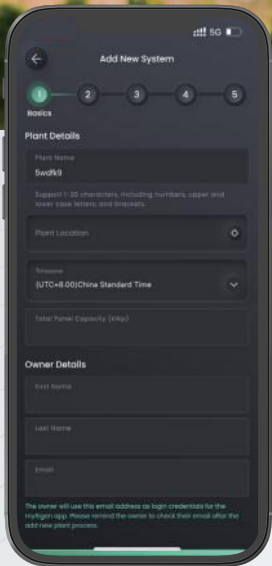 5G
Add New System
1 2 3 4 5
Basics
Plant Details
Plant Name
5wdfk9
Support 1-20 characters, including numbers, upper and
lower case letters, and brackets.
Plant Location
Timezone
(UTC+8.00)China Standard Time
Total Panel Capacity (kWp)
Owner Details
First Name
Last Name
Email
The owner will use this email address as login credentials for the
app. Please remind the owner to check their email after the
add new plant process.